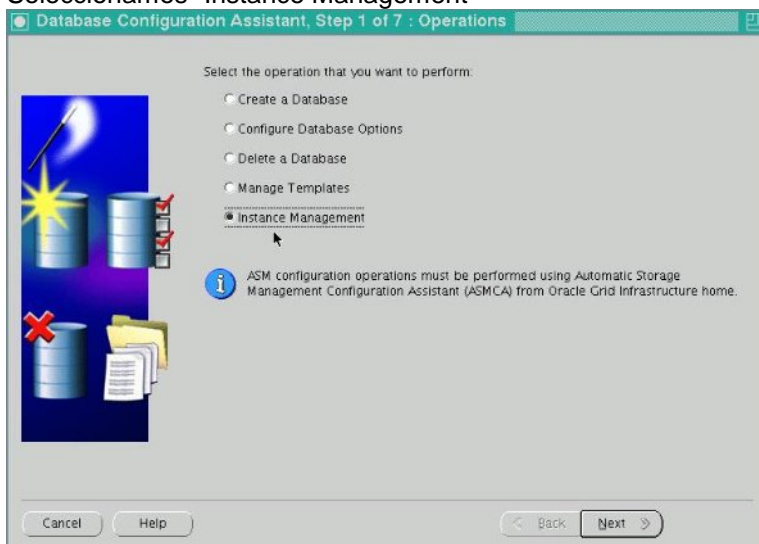 Seleccionamos "Instance Management"
Database Configuration Assistant, Step 1 of 7 : Operations
Select the operation that you want to perform:
Create a Database
Configure Database Options
Delete a Database
Manage Templates
Instance Management
ASM configuration operations must be performed using Automatic Storage
Management Configuration Assistant (ASMCA) from Oracle Grid Infrastructure home.
Cancel
Help
Back
Next